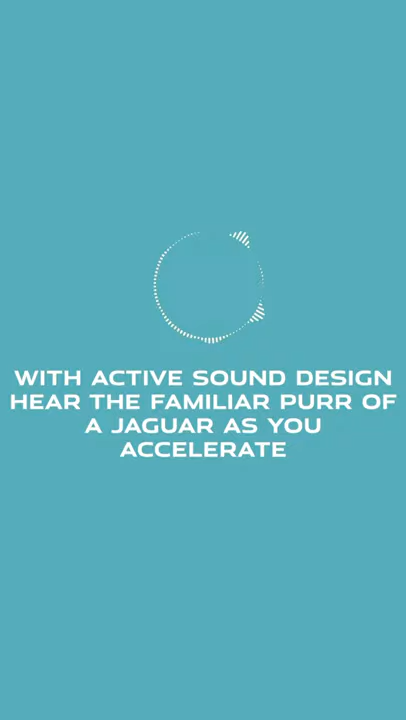 WITH ACTIVE SOUND DESIGN
HEAR THE FAMILIAR PURR OF
A JAGUAR AS YOU
ACCELERATE